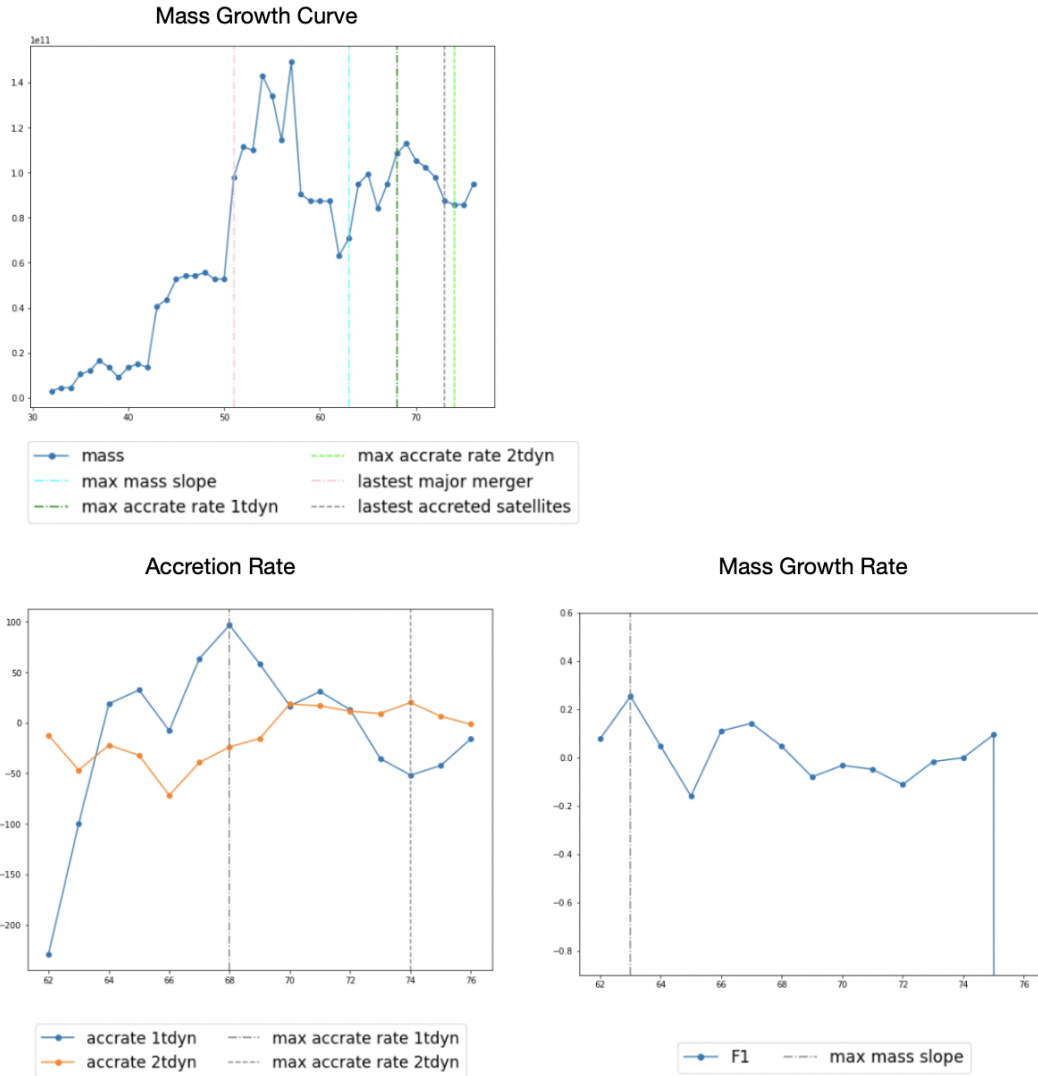 Mass Growth Curve
1e11
1.4
1.2
1.0
0.8
0.6
0.4
0.2
0.0
30 40 50 60 70
mass max accrate rate 2tdyn
max mass slope lastest major merger
max accrate rate 1tdyn lastest accreted satellites
Accretion Rate
100
50
0
−50
−100
−150
−200
62 64 66 68 70 72 74 76
accrate 1tdyn max accrate rate 1tdyn
accrate 2tdyn max accrate rate 2tdyn
Mass Growth Rate
0.6
0.4
0.2
0.0
−0.2
−0.4
−0.6
−0.8
62 64 66 68 70 72 74 76
F1 max mass slope